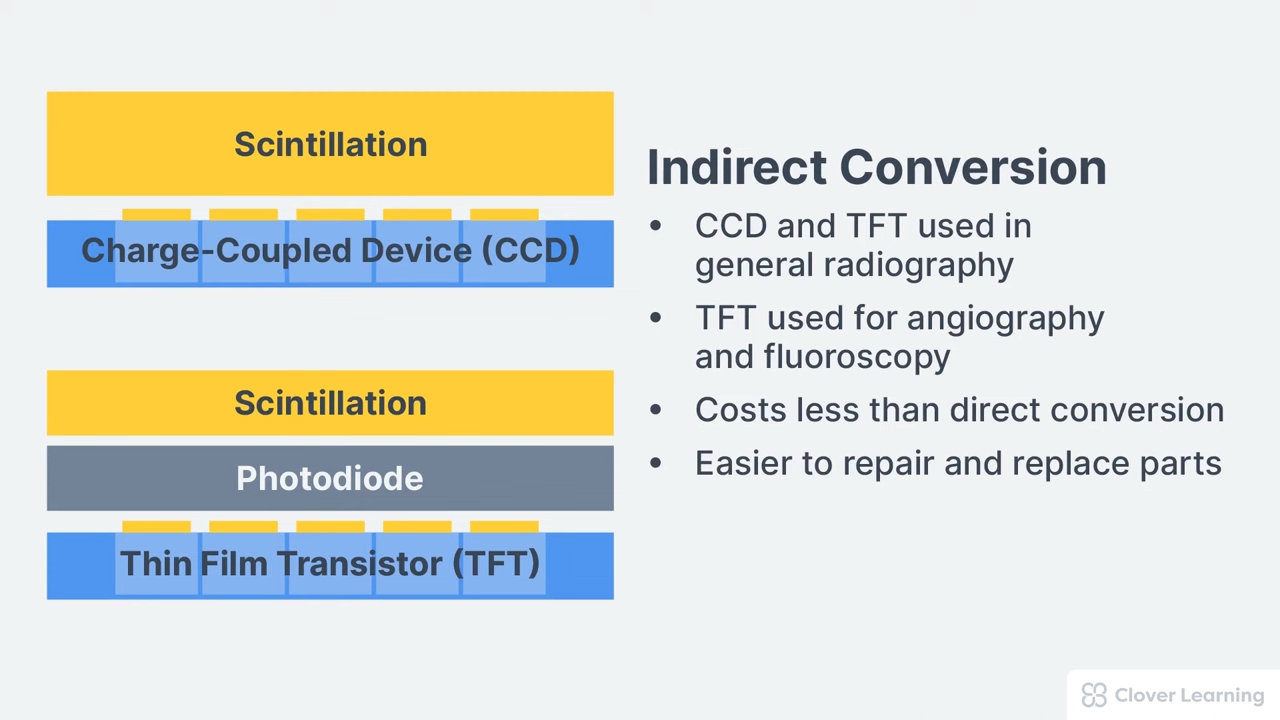 Scintillation
Charge-Coupled Device (CCD)
Scintillation
Photodiode
Thin Film Transistor (TFT)
Indirect Conversion
• CCD and TFT used in
general radiography
• TFT used for angiography
and fluoroscopy
• Costs less than direct conversion
• Easier to repair and replace parts
Clover Learning